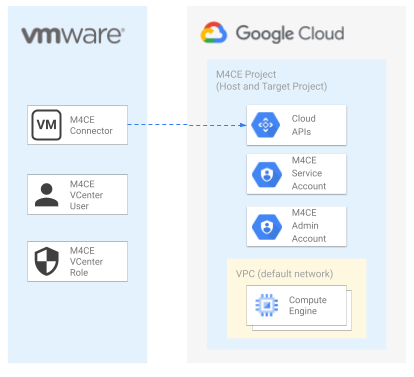 vmware®
Google Cloud
M4CE Project
(Host and Target Project)
VM
M4CE
Connector
Cloud
APIs
M4CE
VCenter
User
M4CE
Service
Account
M4CE
VCenter
Role
M4CE
Admin
Account
VPC (default network)
Compute
Engine